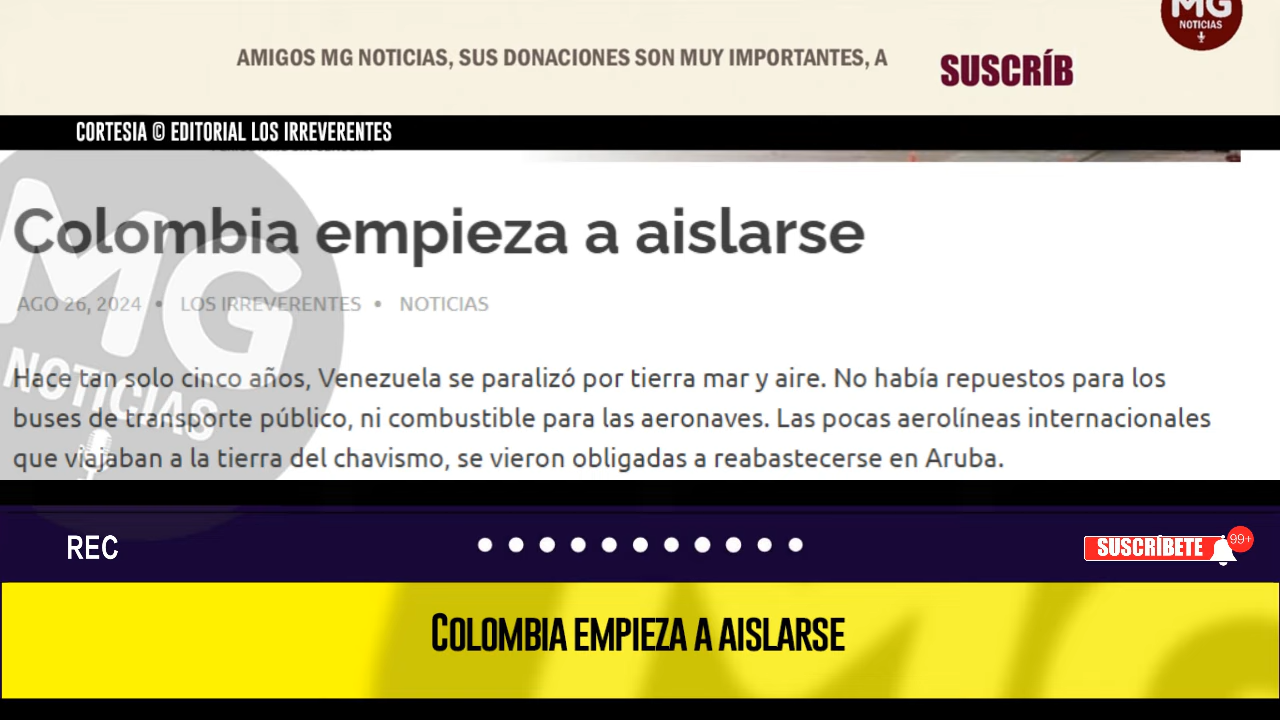 MG
NOTICIAS
AMIGOS MG NOTICIAS, SUS DONACIONES SON MUY IMPORTANTES, A
SUSCRÍB
CORTESIA © EDITORIAL LOS IRREVERENTES
Colombia empieza a aislarse
AGO 26, 2024 • LOS IRREVERENTES • NOTICIAS
MG
NOTICIAS
Hace tan solo cinco años, Venezuela se paralizó por tierra mar y aire. No había repuestos para los
buses de transporte público, ni combustible para las aeronaves. Las pocas aerolíneas internacionales
que viajaban a la tierra del chavismo, se vieron obligadas a reabastecerse en Aruba.
REC
SUSCRÍBETE
99+
COLOMBIA EMPIEZA A AISLARSE